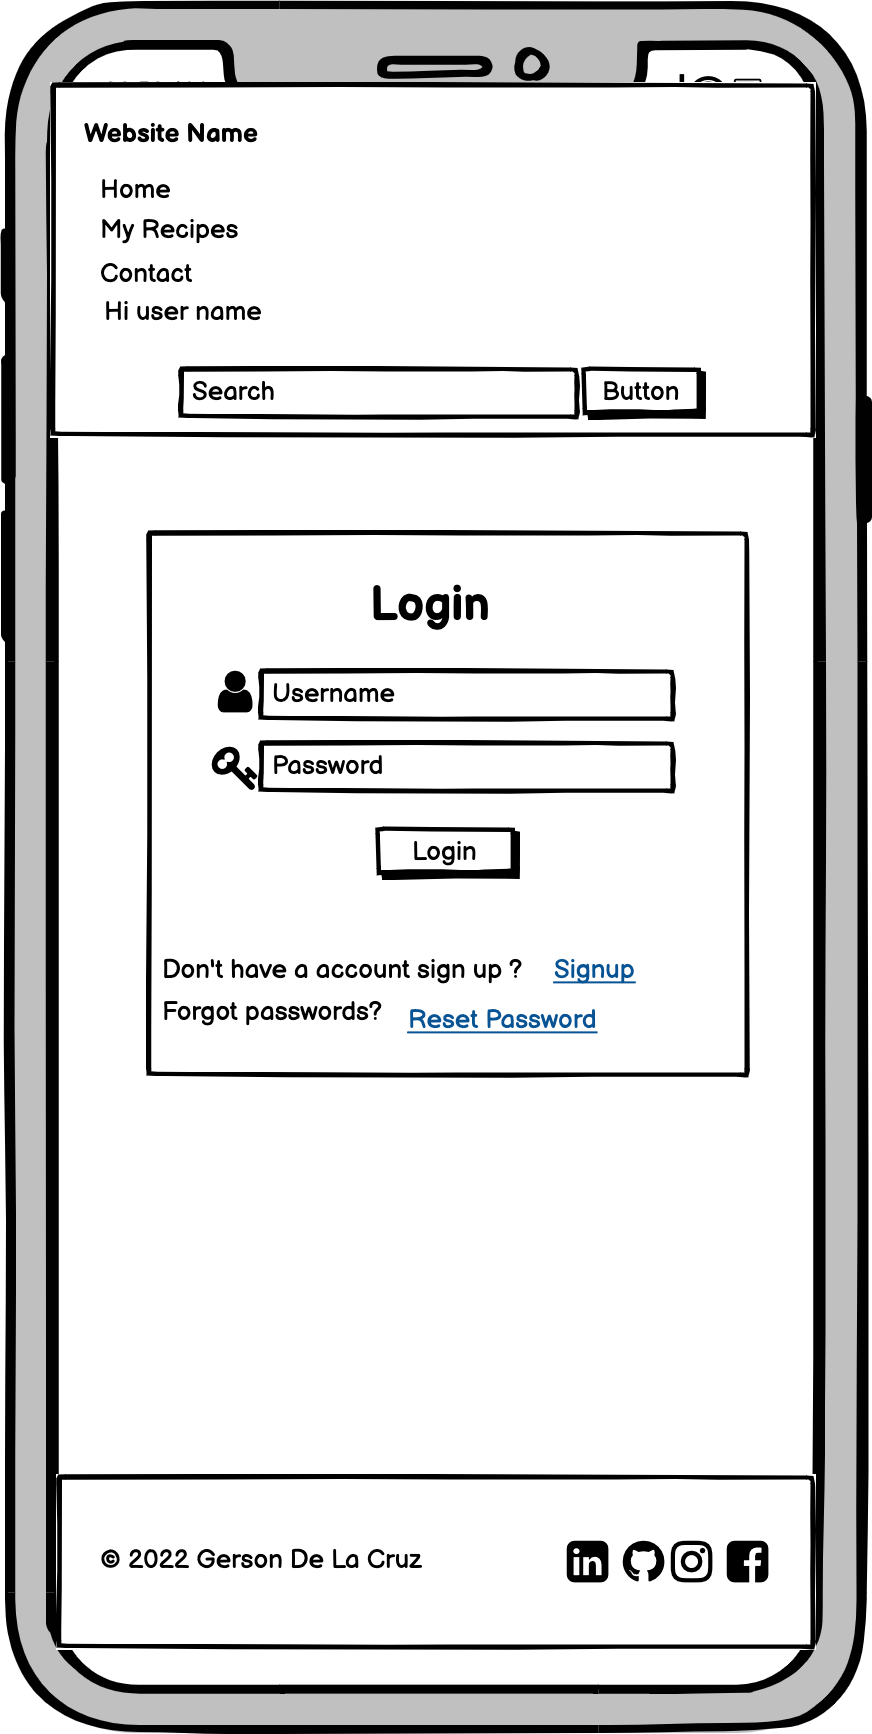 Website Name
Home
My Recipes
Contact
Hi user name
Search Button
Login
Username
Password
Login
Don't have a account sign up ? Signup
Forgot passwords? Reset Password
© 2022 Gerson De La Cruz